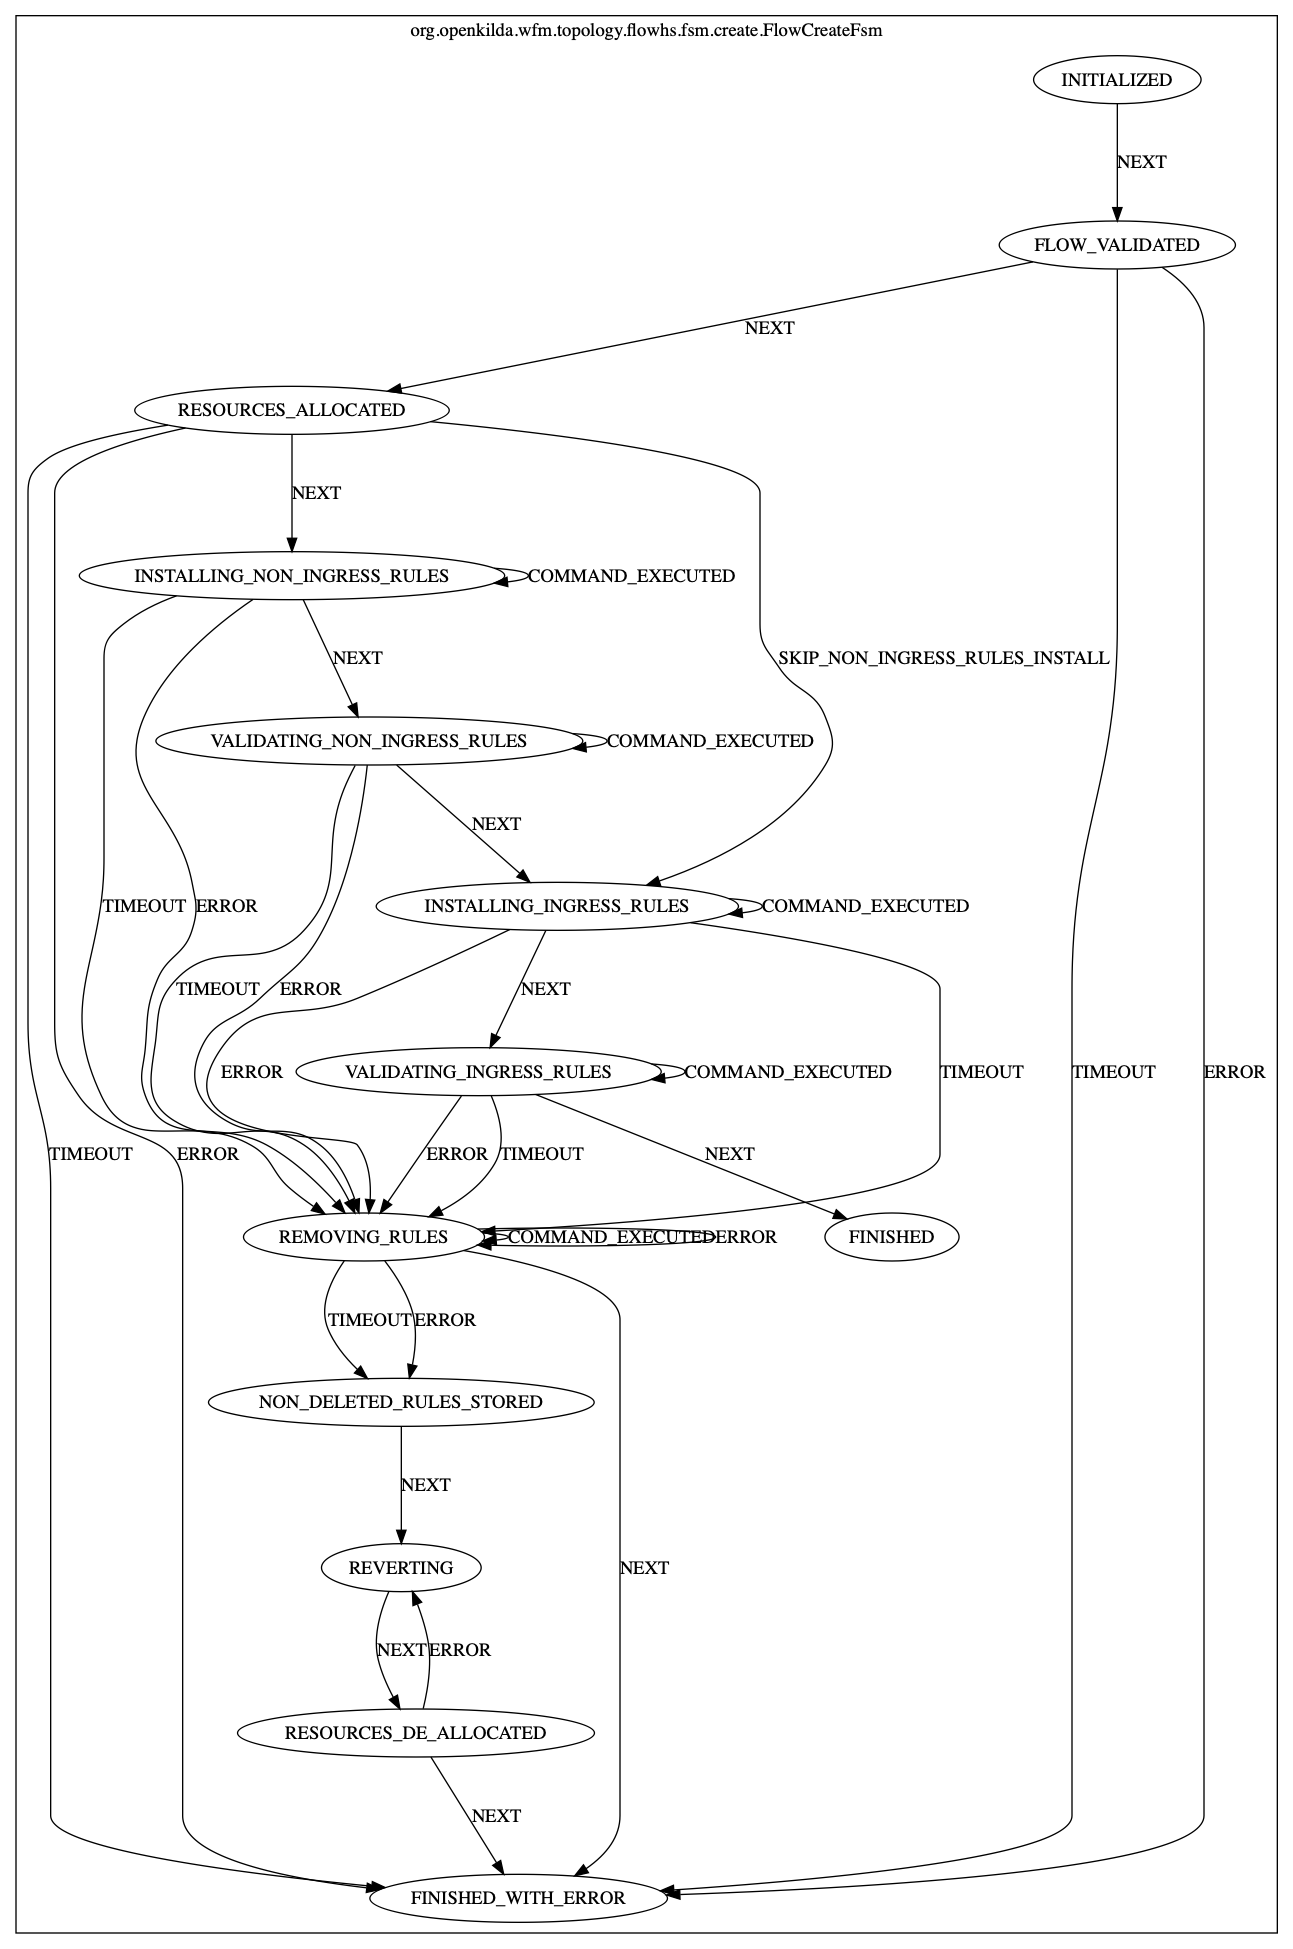 org.openkilda.wfm.topology.flowhs.fsm.create.FlowCreateFsm
INITIALIZED
NEXT
FLOW_VALIDATED
NEXT
RESOURCES_ALLOCATED
NEXT
INSTALLING_NON_INGRESS_RULES
COMMAND_EXECUTED
NEXT
SKIP_NON_INGRESS_RULES_INSTALL
VALIDATING_NON_INGRESS_RULES
COMMAND_EXECUTED
NEXT
TIMEOUT
ERROR
INSTALLING_INGRESS_RULES
COMMAND_EXECUTED
TIMEOUT
ERROR
NEXT
ERROR
VALIDATING_INGRESS_RULES
COMMAND_EXECUTED
TIMEOUT
TIMEOUT
ERROR
TIMEOUT
ERROR
ERROR
TIMEOUT
NEXT
REMOVING_RULES
COMMAND_EXECUTED
ERROR
FINISHED
TIMEOUT
ERROR
NON_DELETED_RULES_STORED
NEXT
REVERTING
NEXT
NEXT
ERROR
RESOURCES_DE_ALLOCATED
NEXT
FINISHED_WITH_ERROR